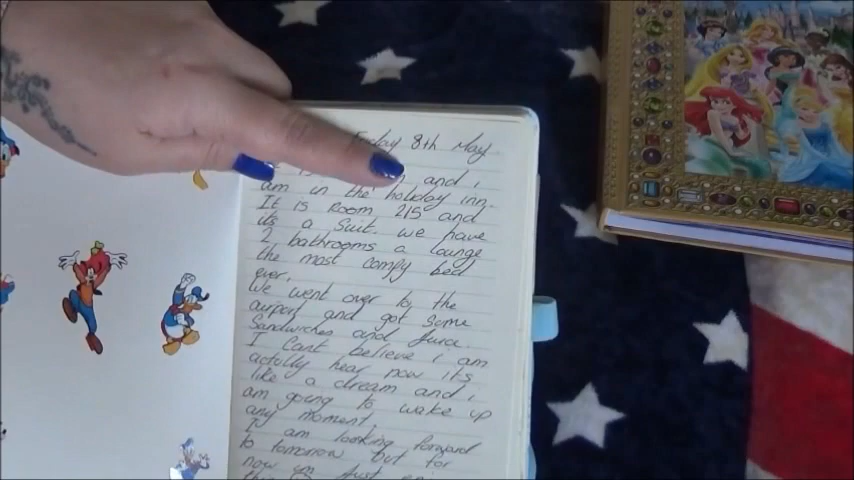 Friday 8th May
and i
am in the holiday inn.
It is Room 215 and
its a Suit. we have
2 bathrooms a lounge
the most comfy bed
ever.
We went over to the
airport and got some
Sandwiches and Juice.
I Cant believe i am
actully hear now its
like a dream and i
am going to wake up
any moment.
I am looking forward
to tomorrow but for
now im Just